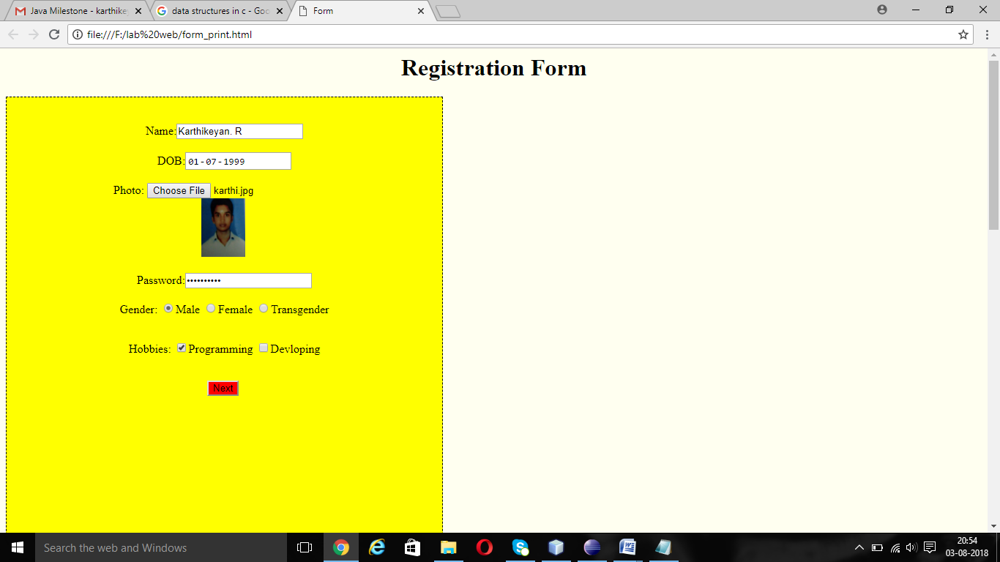 Java Milestone - karthike
data structures in c - Goo
Form
file:///F:/lab%20web/form_print.html
Registration Form
Name: Karthikeyan. R
DOB: 01-07-1999
Photo: Choose File karthi.jpg
Password: ••••••••••
Gender: Male Female Transgender
Hobbies: Programming Devloping
Next
Search the web and Windows
20:54
03-08-2018